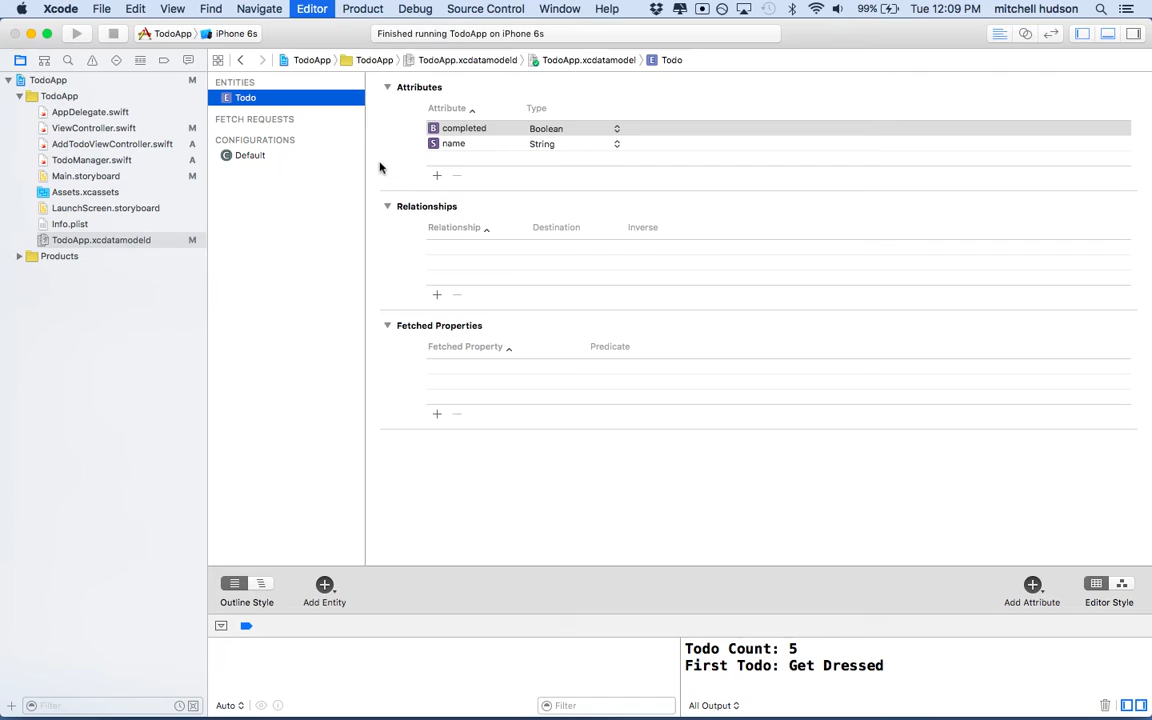 Xcode File Edit View Find Navigate Editor Product Debug Source Control Window Help 99% Tue 12:09 PM mitchell hudson
TodoApp iPhone 6s Finished running TodoApp on iPhone 6s
TodoApp TodoApp TodoApp.xcdatamodeld TodoApp.xcdatamodel E Todo
TodoApp M
TodoApp
AppDelegate.swift
ViewController.swift M
AddTodoViewController.swift A
TodoManager.swift A
Main.storyboard M
Assets.xcassets
LaunchScreen.storyboard
Info.plist
TodoApp.xcdatamodeld M
Products
ENTITIES
E Todo
FETCH REQUESTS
CONFIGURATIONS
C Default
Attributes
Attribute Type
B completed Boolean
S name String
+ −
Relationships
Relationship Destination Inverse
+ −
Fetched Properties
Fetched Property Predicate
+ −
Outline Style Add Entity Add Attribute Editor Style
Todo Count: 5
First Todo: Get Dressed
Filter Auto Filter All Output